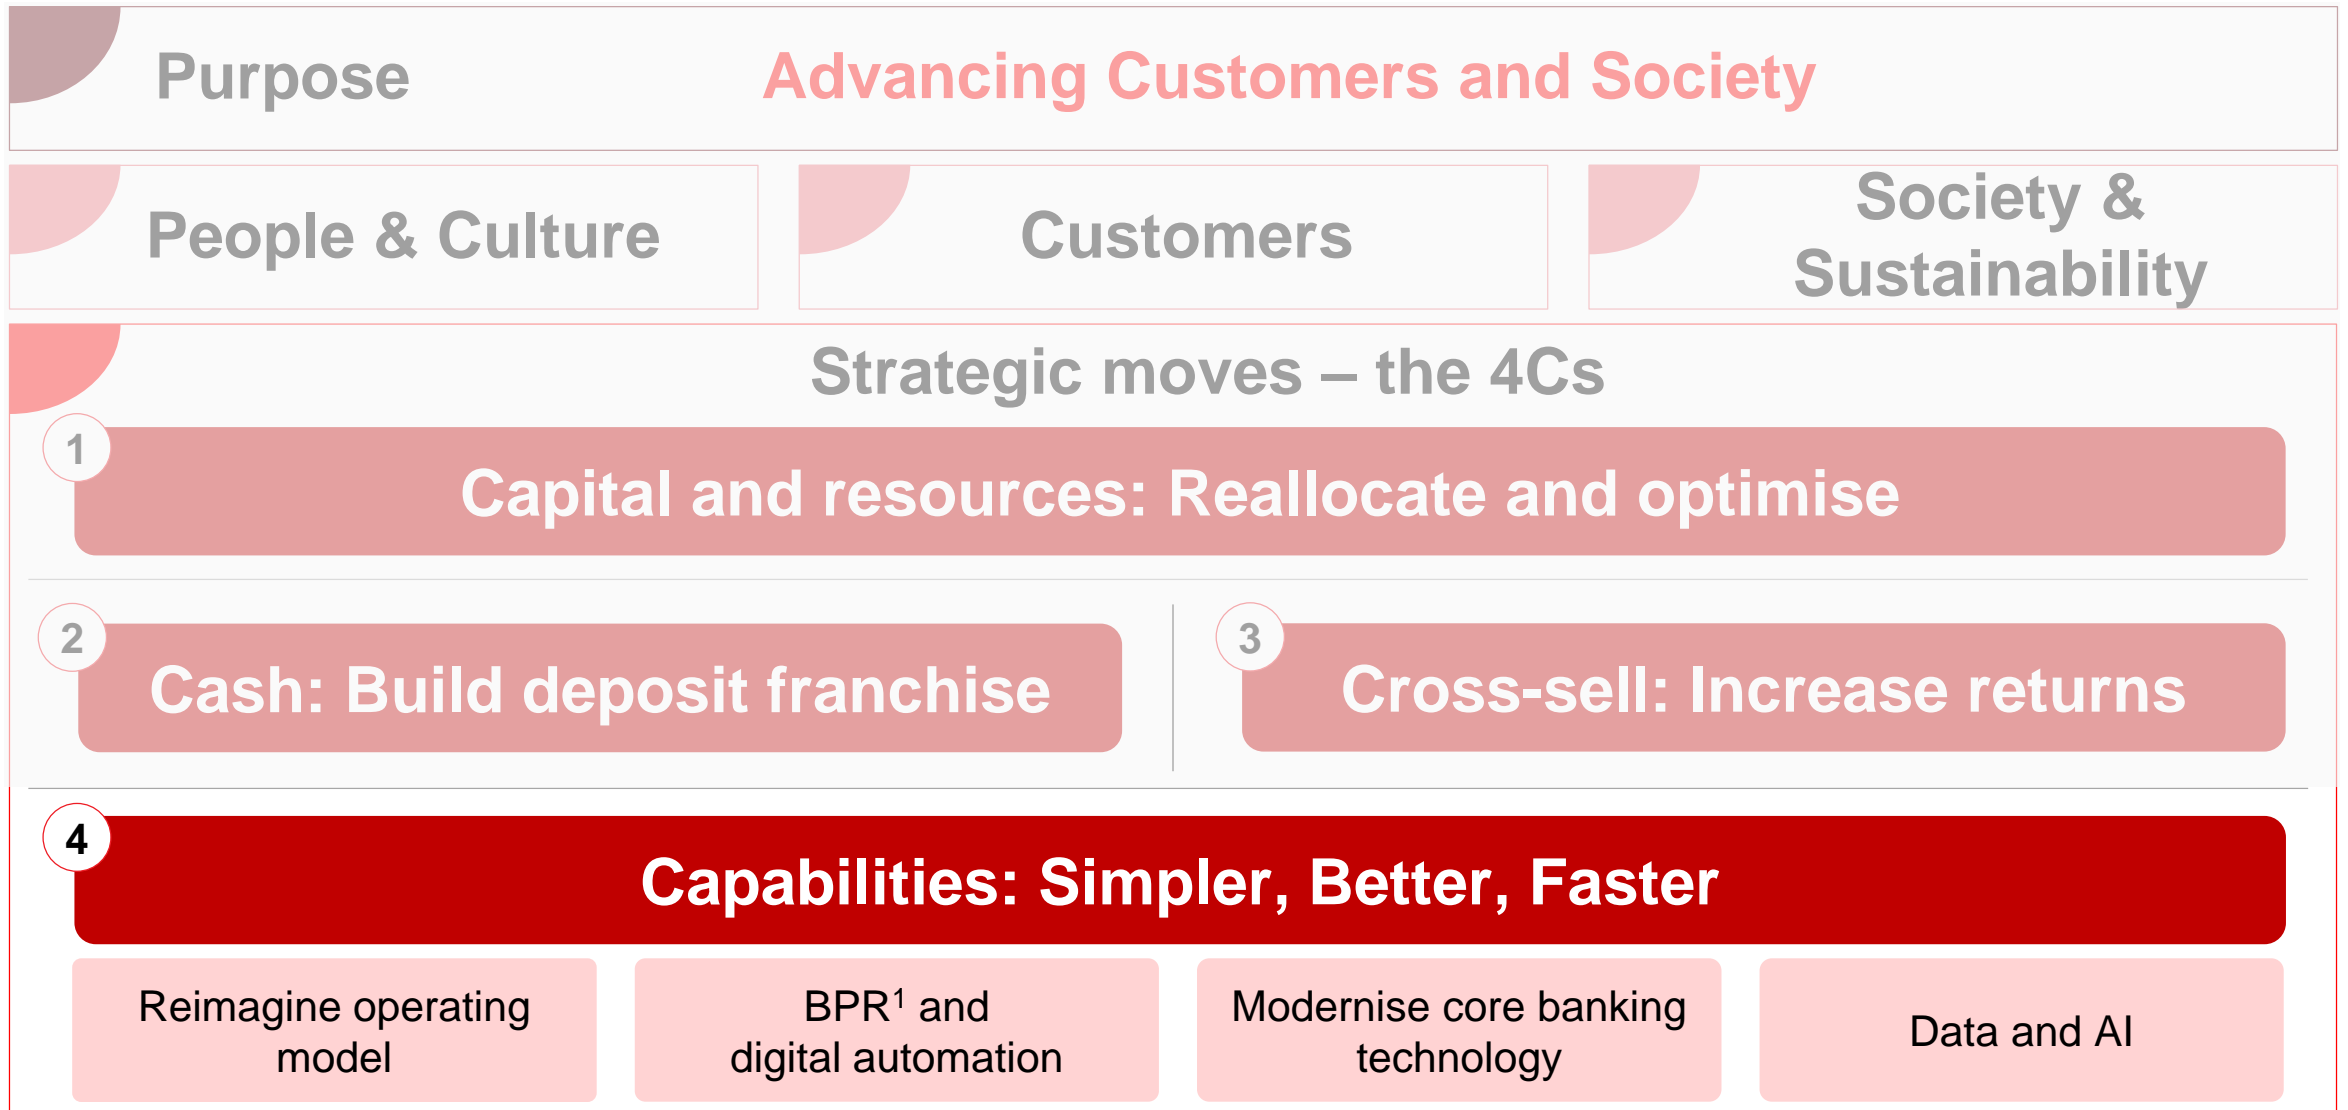 Purpose
Advancing Customers and Society
People & Culture
Customers
Society &
Sustainability
Strategic moves – the 4Cs
1
Capital and resources: Reallocate and optimise
2
Cash: Build deposit franchise
3
Cross-sell: Increase returns
4
Capabilities: Simpler, Better, Faster
Reimagine operating
model
BPR¹ and
digital automation
Modernise core banking
technology
Data and AI